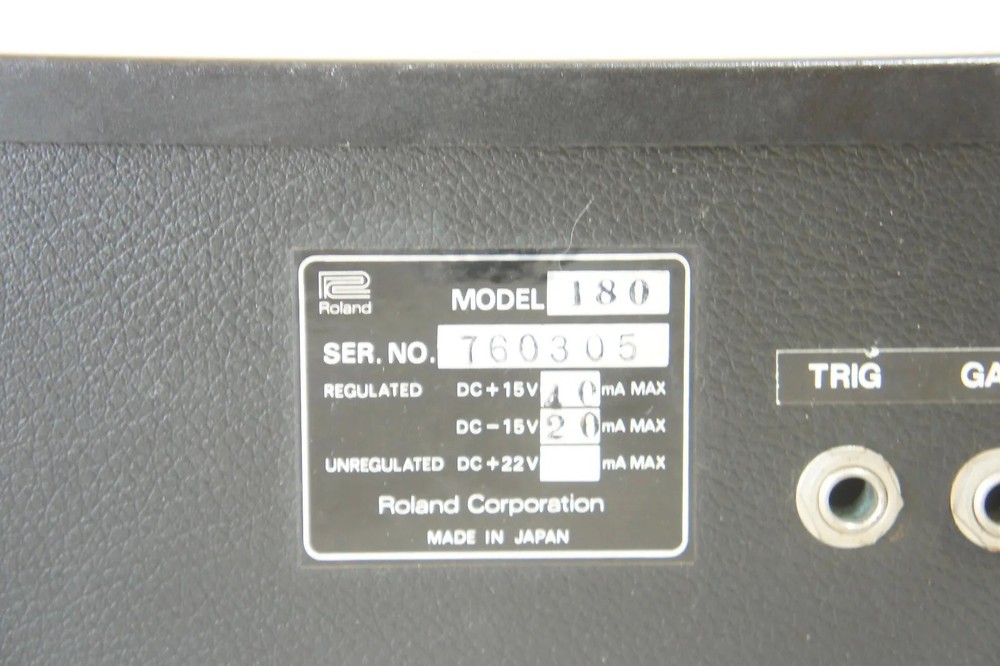 Roland
MODEL 180
SER. NO. 760305
REGULATED DC+15V 40 mA MAX
DC-15V 20 mA MAX
UNREGULATED DC+22V mA MAX
Roland Corporation
MADE IN JAPAN
TRIG GA